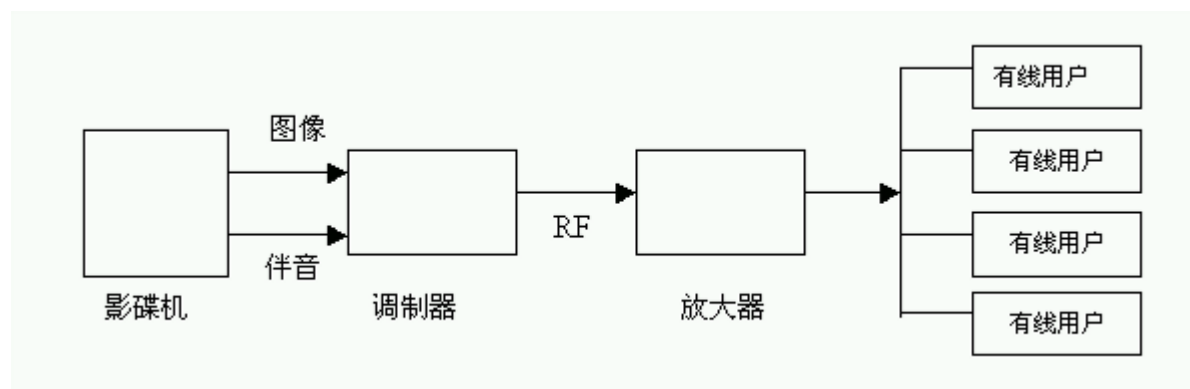 图像
伴音
影碟机
调制器
RF
放大器
有线用户
有线用户
有线用户
有线用户